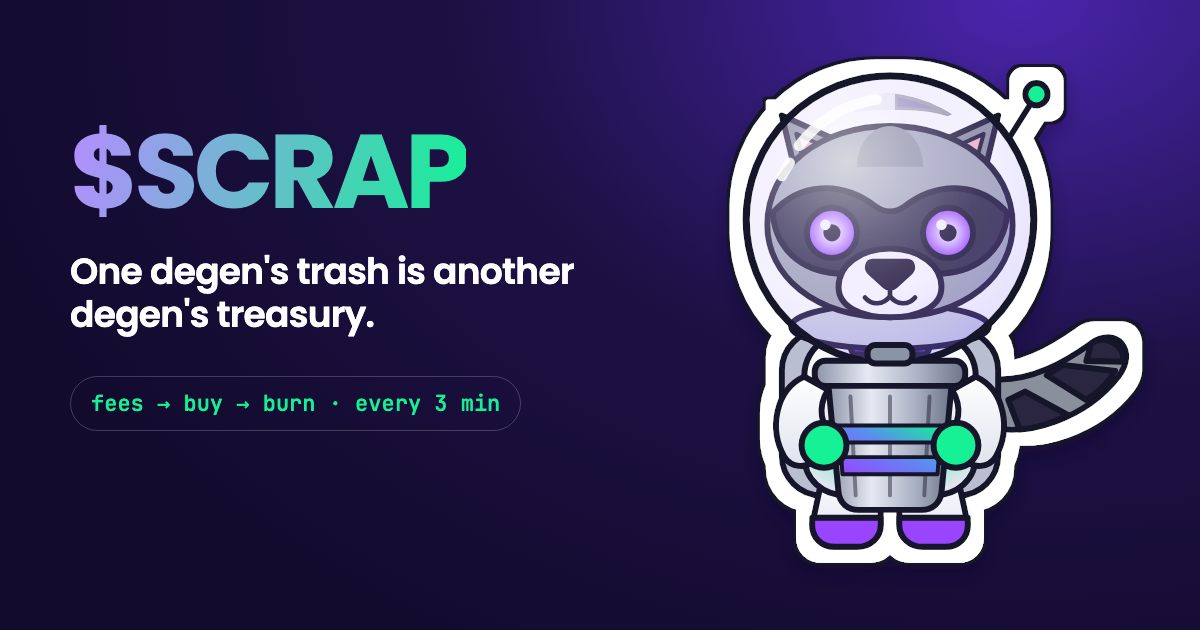 $SCRAP
One degen's trash is another
degen's treasury.
fees → buy → burn · every 3 min